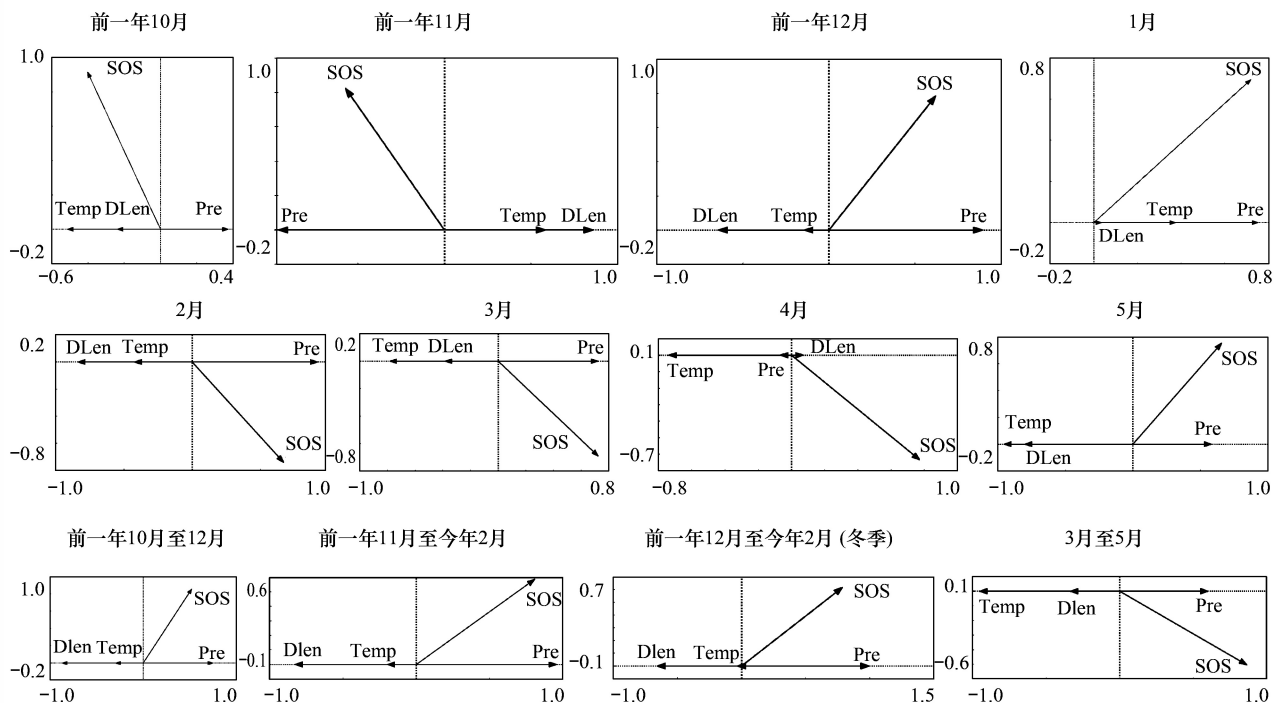 前一年10月
前一年11月
前一年12月
1月
1.0
SOS
Temp DLen Pre
−0.2
−0.6 0.4
1.0
SOS
Pre Temp DLen
−0.2
1.0
1.0
SOS
DLen Temp Pre
−0.2
−1.0 1.0
0.8
SOS
Temp Pre
DLen
−0.2
−0.2 0.8
2月
3月
4月
5月
0.2
DLen Temp Pre
SOS
−0.8
−1.0 1.0
0.2
Temp DLen Pre
SOS
−0.8
−1.0 0.8
0.1
DLen
Temp Pre
SOS
−0.7
−0.8 1.0
0.8
SOS
Temp Pre
DLen
−0.2
−1.0 1.0
前一年10月至12月
前一年11月至今年2月
前一年12月至今年2月 (冬季)
3月至5月
1.0
SOS
Dlen Temp Pre
−0.2
−1.0 1.0
0.6
SOS
Dlen Temp Pre
−0.1
−1.0 1.0
0.7
SOS
Dlen Temp Pre
−0.1
−1.0 1.5
0.1
Temp Dlen Pre
SOS
−0.6
−1.0 1.0